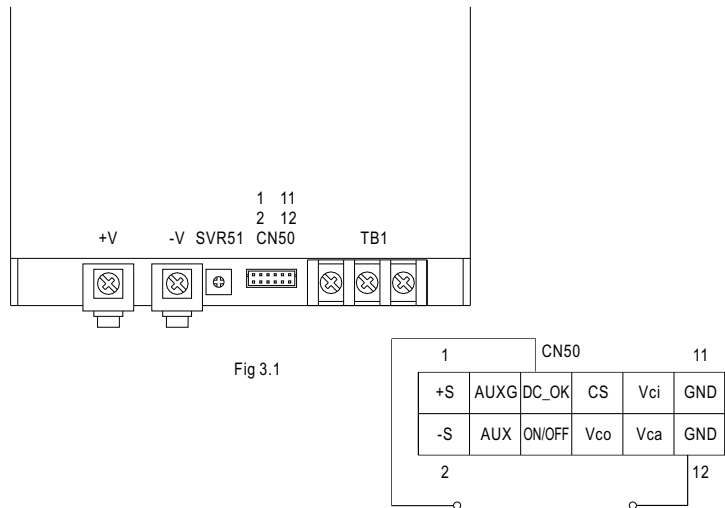 1 11
2 12
+V -V SVR51 CN50 TB1
Fig 3.1
1 CN50 11
+S AUXG DC_OK CS Vci GND
-S AUX ON/OFF Vco Vca GND
2 12